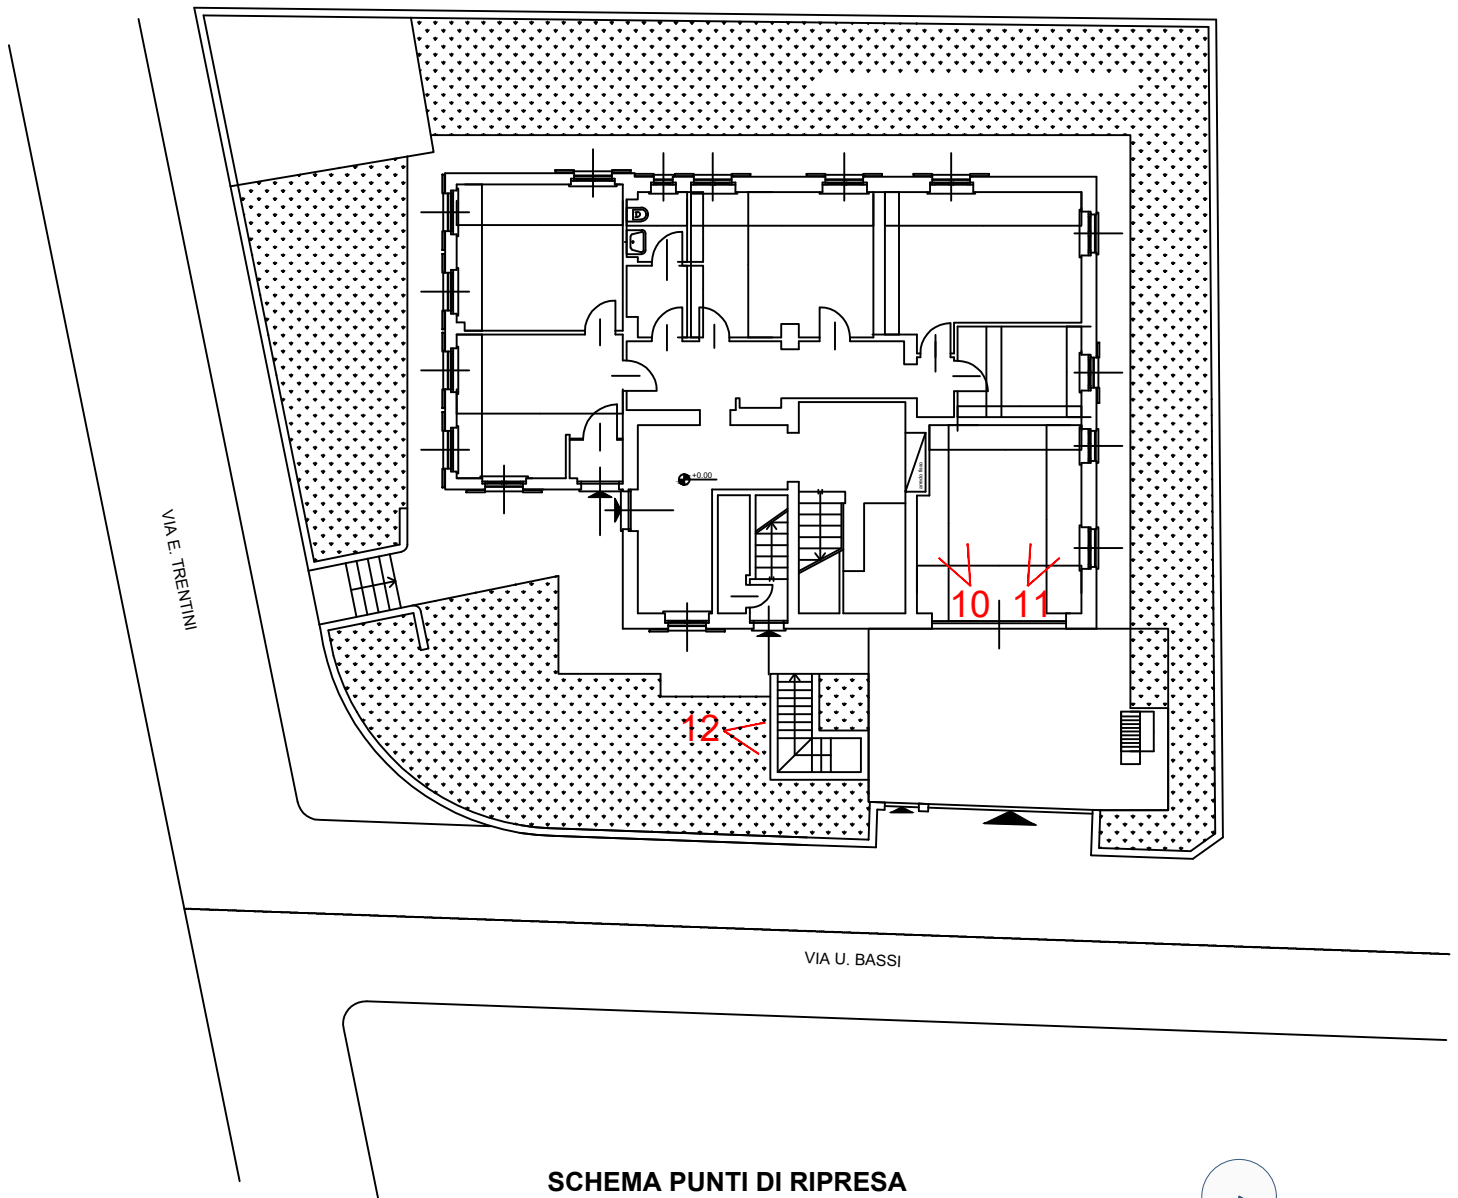 +0.00
VIA E. TRENTINI
10 11
12
VIA U. BASSI
SCHEMA PUNTI DI RIPRESA